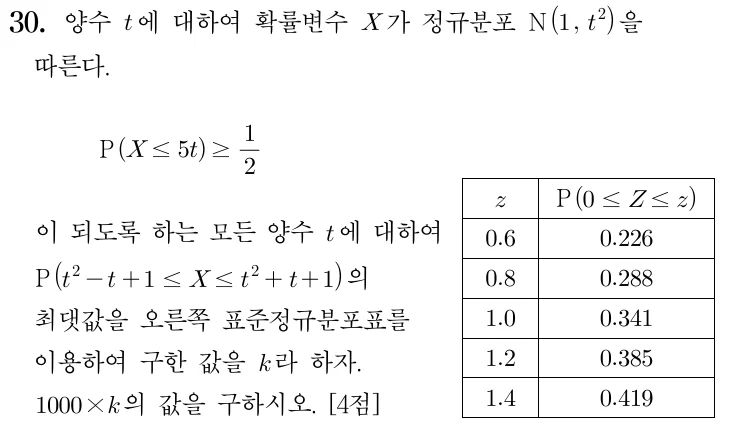 30. 양수 t에 대하여 확률변수 X가 정규분포 N(1, t²)을
따른다.
P(X ≤ 5t) ≥ 1/2
이 되도록 하는 모든 양수 t에 대하여
P(t² − t + 1 ≤ X ≤ t² + t + 1)의
최댓값을 오른쪽 표준정규분포표를
이용하여 구한 값을 k라 하자.
1000×k의 값을 구하시오. [4점]
z P(0 ≤ Z ≤ z)
0.6 0.226
0.8 0.288
1.0 0.341
1.2 0.385
1.4 0.419